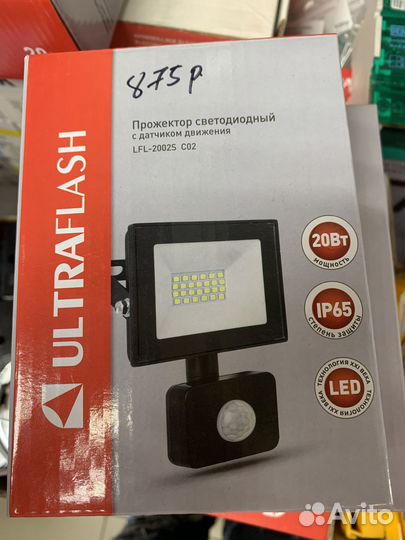 875р
Прожектор светодиодный
с датчиком движения
LFL-2002S C02
ULTRAFLASH
20Вт
мощность
IP65
степень защиты
ТЕХНОЛОГИЯ XXI ВЕКА
LED
ТЕХНОЛОГИЯ XXI ВЕКА
Avito